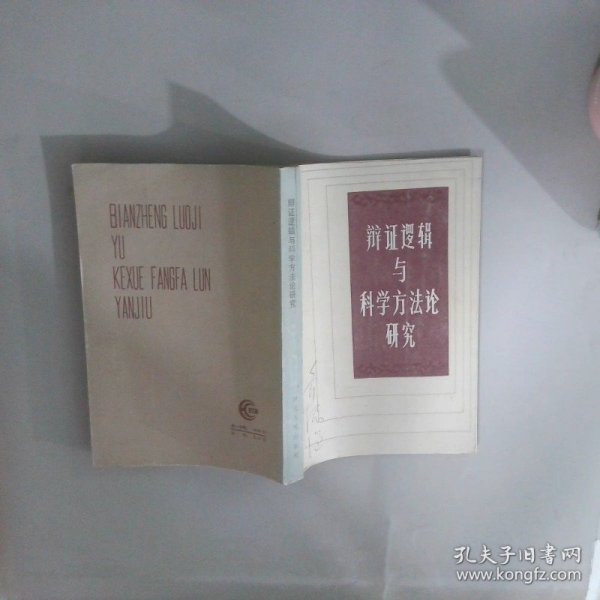 BIANZHENG LUOJI
YU
KEXUE FANGFA LUN
YANJIU
辩证逻辑与科学方法论研究
辩证逻辑
与
科学方法论
研究
孔夫子旧书网
www.kongfz.com